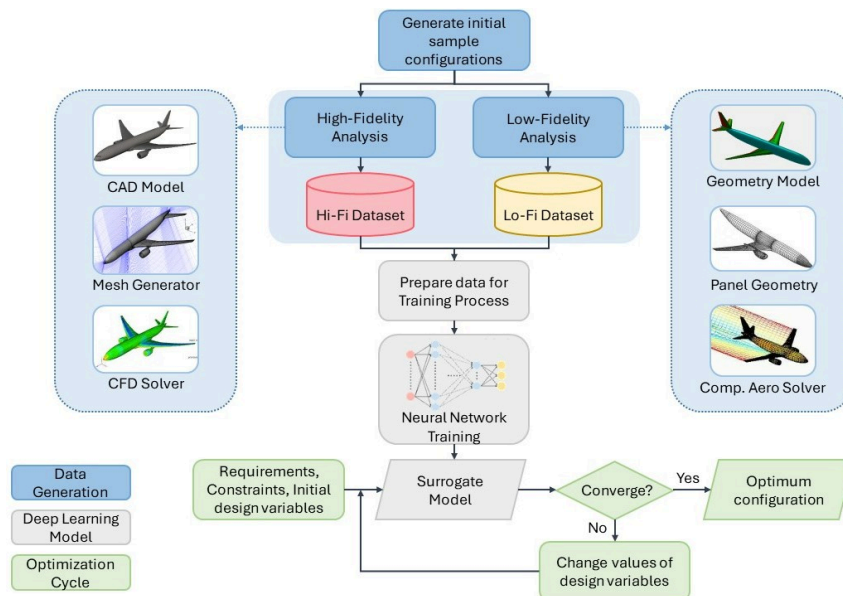 Generate initial
sample
configurations
High-Fidelity
Analysis
Low-Fidelity
Analysis
Hi-Fi Dataset
Lo-Fi Dataset
CAD Model
Mesh Generator
CFD Solver
Geometry Model
Panel Geometry
Comp. Aero Solver
Prepare data for
Training Process
Neural Network
Training
Data
Generation
Deep Learning
Model
Optimization
Cycle
Requirements,
Constraints, Initial
design variables
Surrogate
Model
Converge?
Yes
Optimum
configuration
No
Change values of
design variables